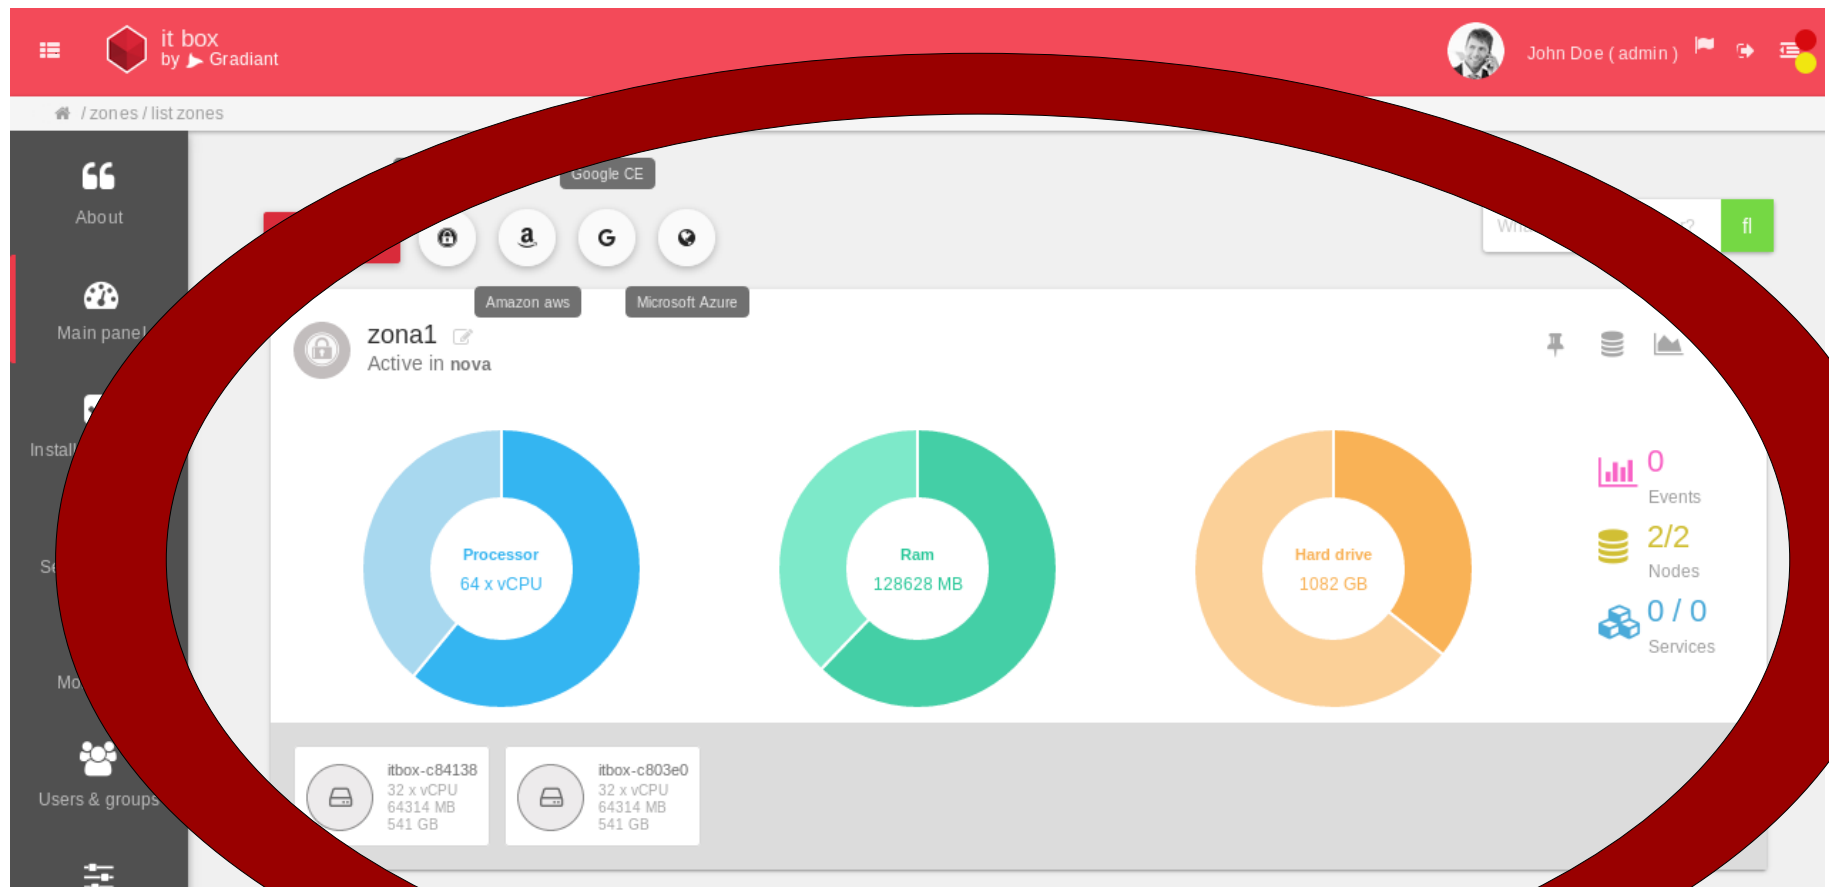 it box
by Gradiant
John Doe ( admin )
/ zones / list zones
About
Main panel
Users & groups
Google CE
Amazon aws
Microsoft Azure
zona1
Active in nova
Processor
64 x vCPU
Ram
128628 MB
Hard drive
1082 GB
0
Events
2/2
Nodes
0 / 0
Services
itbox-c84138
32 x vCPU
64314 MB
541 GB
itbox-c803e0
32 x vCPU
64314 MB
541 GB